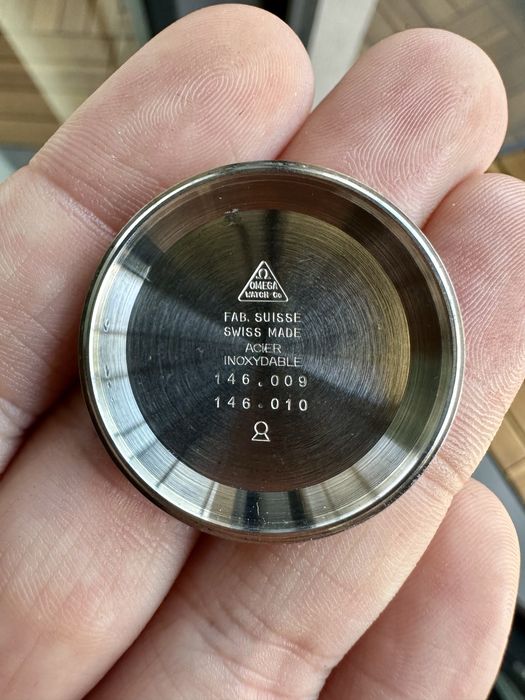 Ω
OMEGA
WATCH Co
FAB. SUISSE
SWISS MADE
ACIER
INOXYDABLE
146.009
146.010